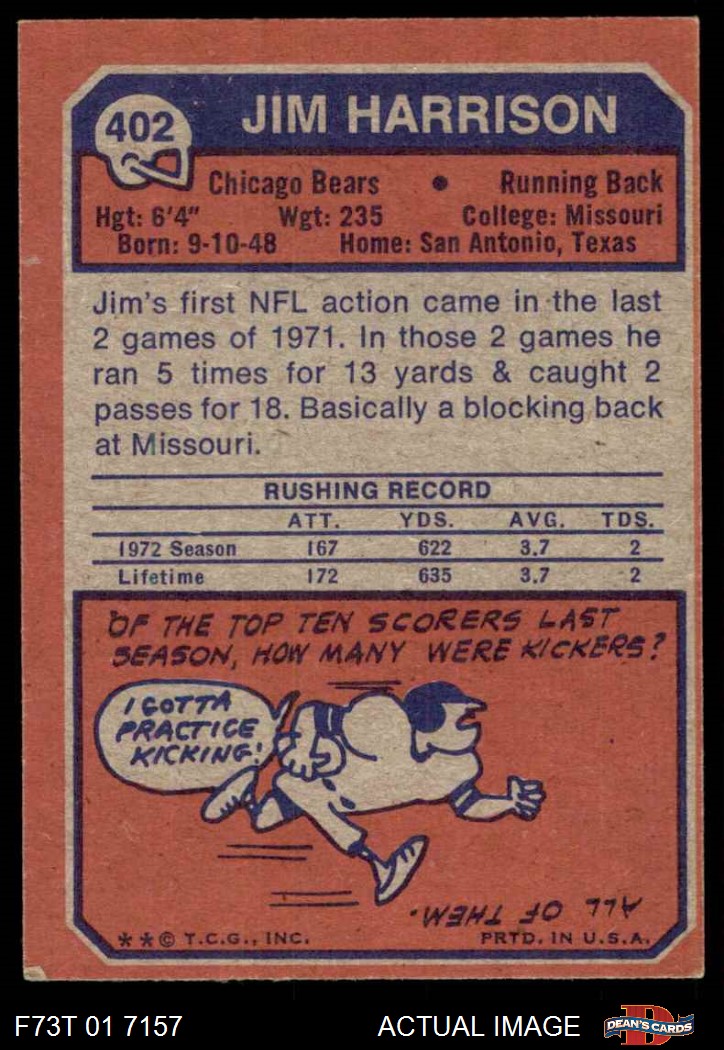 402
JIM HARRISON
Chicago Bears • Running Back
Hgt: 6'4" Wgt: 235 College: Missouri
Born: 9-10-48 Home: San Antonio, Texas
Jim's first NFL action came in the last
2 games of 1971. In those 2 games he
ran 5 times for 13 yards & caught 2
passes for 18. Basically a blocking back
at Missouri.
RUSHING RECORD
ATT. YDS. AVG. TDS.
1972 Season 167 622 3.7 2
Lifetime 172 635 3.7 2
OF THE TOP TEN SCORERS LAST
SEASON, HOW MANY WERE KICKERS?
I GOTTA
PRACTICE
KICKING!
ALL OF THEM.
**© T.C.G., INC. PRTD. IN U.S.A.
F73T 01 7157 ACTUAL IMAGE
D
DEAN'S CARDS